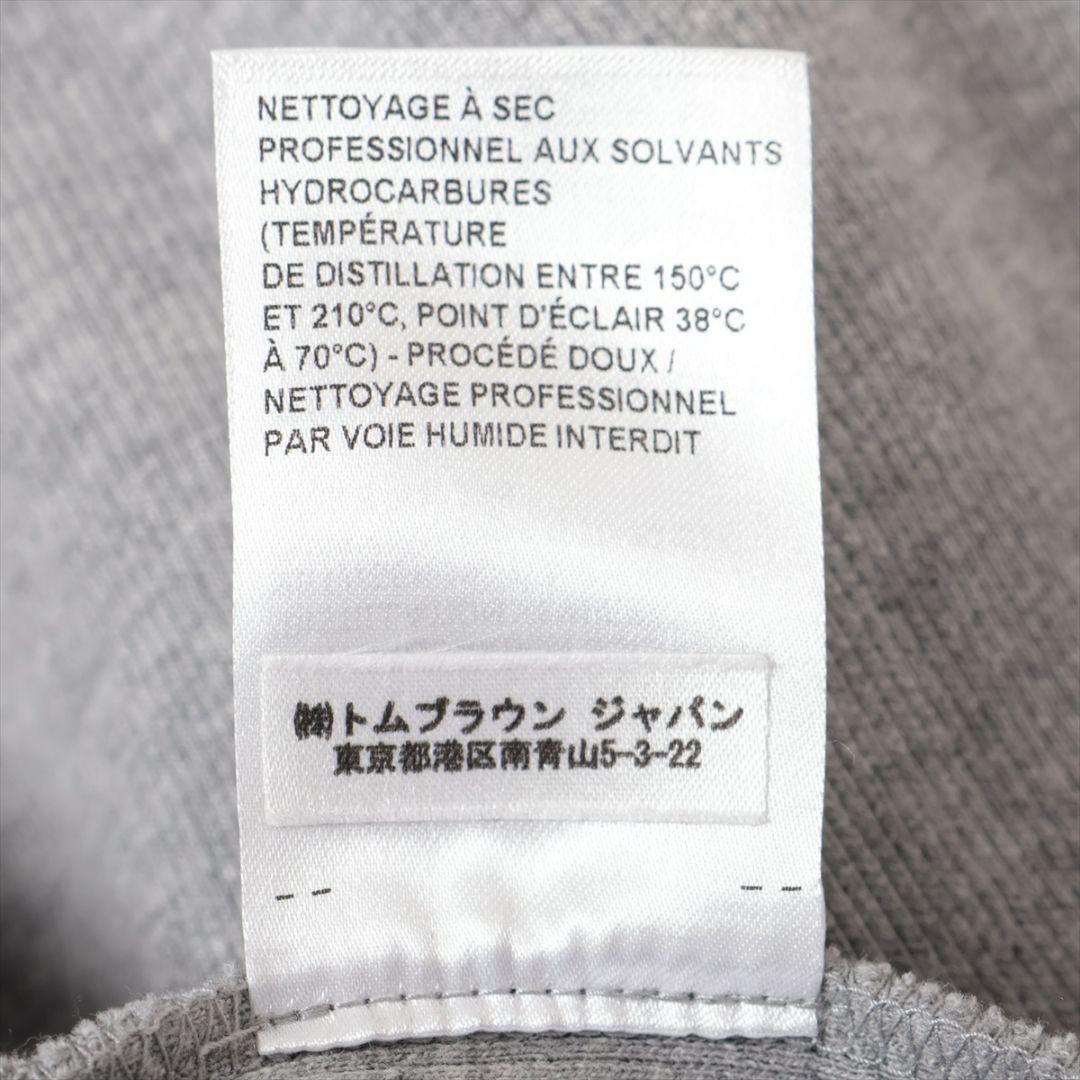 NETTOYAGE À SEC
PROFESSIONNEL AUX SOLVANTS
HYDROCARBURES
(TEMPÉRATURE
DE DISTILLATION ENTRE 150°C
ET 210°C, POINT D'ÉCLAIR 38°C
À 70°C) - PROCÉDÉ DOUX /
NETTOYAGE PROFESSIONNEL
PAR VOIE HUMIDE INTERDIT
㈱トムブラウン ジャパン
東京都港区南青山5-3-22